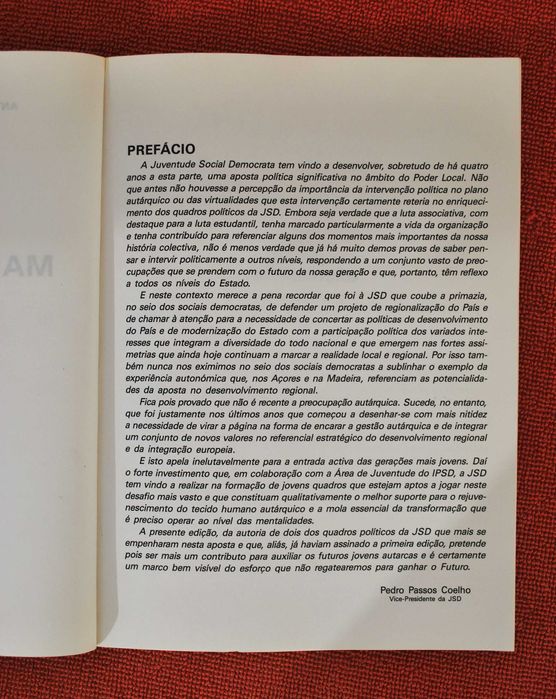 PREFÁCIO
A Juventude Social Democrata tem vindo a desenvolver, sobretudo de há quatro
anos a esta parte, uma aposta política significativa no âmbito do Poder Local. Não
que antes não houvesse a percepção da importância da intervenção política no plano
autárquico ou das virtualidades que esta intervenção certamente reteria no enriqueci-
mento dos quadros políticos da JSD. Embora seja verdade que a luta associativa, com
destaque para a luta estudantil, tenha marcado particularmente a vida da organização
e tenha contribuído para referenciar alguns dos momentos mais importantes da nossa
história colectiva, não é menos verdade que já há muito demos provas de saber pen-
sar e intervir politicamente a outros níveis, respondendo a um conjunto vasto de preo-
cupações que se prendem com o futuro da nossa geração e que, portanto, têm reflexo
a todos os níveis do Estado.
E neste contexto merece a pena recordar que foi à JSD que coube a primazia,
no seio dos sociais democratas, de defender um projeto de regionalização do País e
de chamar à atenção para a necessidade de concertar as políticas de desenvolvimento
do País e de modernização do Estado com a participação política dos variados inte-
resses que integram a diversidade do todo nacional e que emergem nas fortes assi-
metrias que ainda hoje continuam a marcar a realidade local e regional. Por isso tam-
bém nunca nos eximimos no seio dos sociais democratas a sublinhar o exemplo da
experiência autonómica que, nos Açores e na Madeira, referenciam as potencialida-
des da aposta no desenvolvimento regional.
Fica pois provado que não é recente a preocupação autárquica. Sucede, no entanto,
que foi justamente nos últimos anos que começou a desenhar-se com mais nitidez
a necessidade de virar a página na forma de encarar a gestão autárquica e de integrar
um conjunto de novos valores no referencial estratégico do desenvolvimento regional
e da integração europeia.
E isto apela inelutavelmente para a entrada activa das gerações mais jovens. Daí
o forte investimento que, em colaboração com a Área de Juventude do IPSD, a JSD
tem vindo a realizar na formação de jovens quadros que estejam aptos a jogar neste
desafio mais vasto e que constituam qualitativamente o melhor suporte para o rejuve-
nescimento do tecido humano autárquico e a mola essencial da transformação que
é preciso operar ao nível das mentalidades.
A presente edição, da autoria de dois dos quadros políticos da JSD que mais se
empenharam nesta aposta e que, aliás, já haviam assinado a primeira edição, pretende
pois ser mais um contributo para auxiliar os futuros jovens autarcas e é certamente
um marco bem visível do esforço que não regatearemos para ganhar o Futuro.
Pedro Passos Coelho
Vice-Presidente da JSD